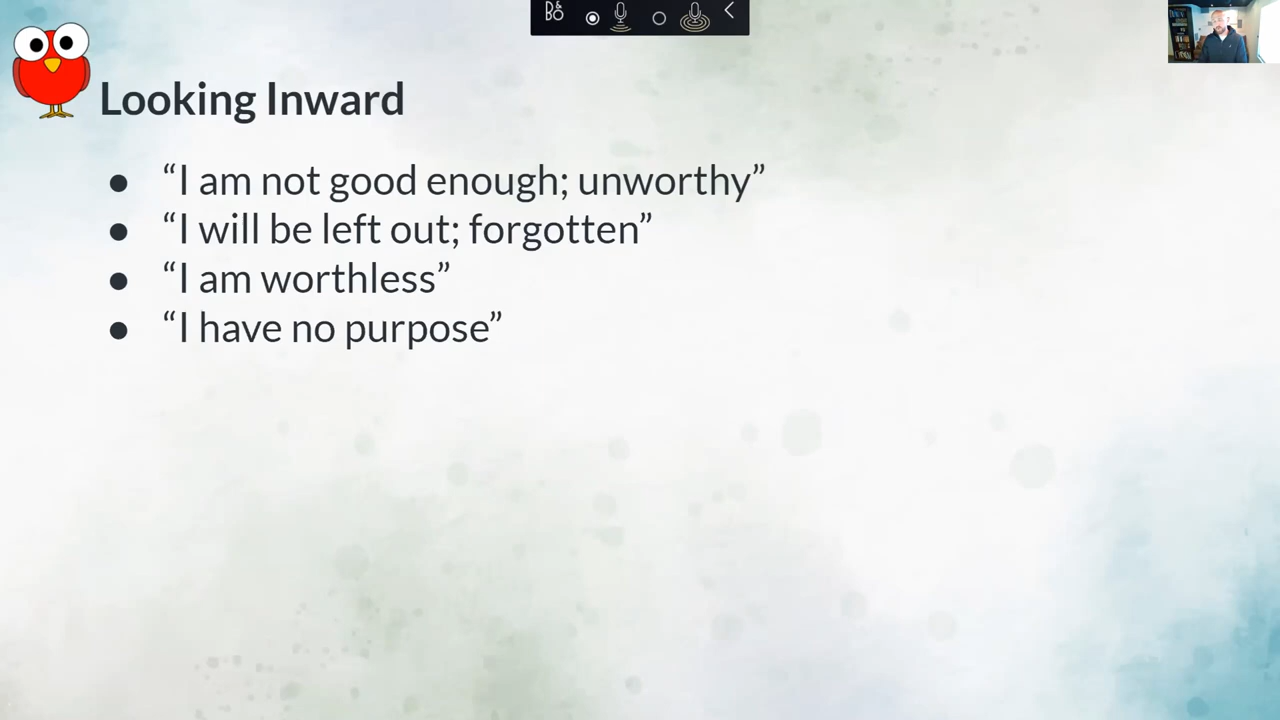 B&O
Looking Inward
● “I am not good enough; unworthy”
● “I will be left out; forgotten”
● “I am worthless”
● “I have no purpose”